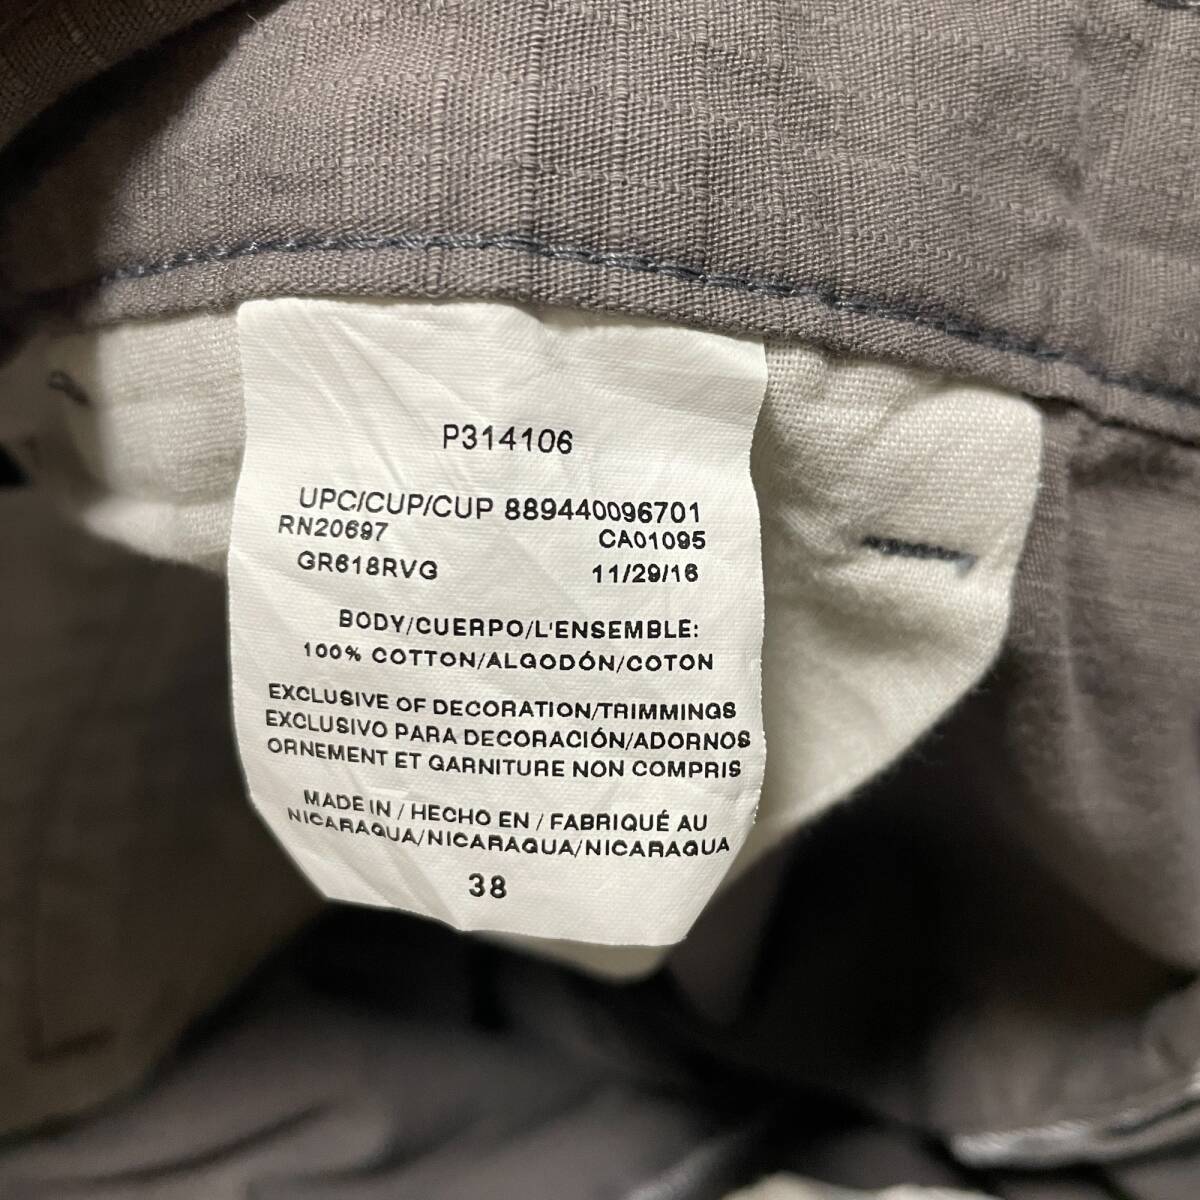 P314106
UPC/CUP/CUP 889440096701
RN20697 CA01095
GR618RVG 11/29/16
BODY/CUERPO/L'ENSEMBLE:
100% COTTON/ALGODÓN/COTON
EXCLUSIVE OF DECORATION/TRIMMINGS
EXCLUSIVO PARA DECORACIÓN/ADORNOS
ORNEMENT ET GARNITURE NON COMPRIS
MADE IN / HECHO EN / FABRIQUÉ AU
NICARAGUA/NICARAGUA/NICARAGUA
38